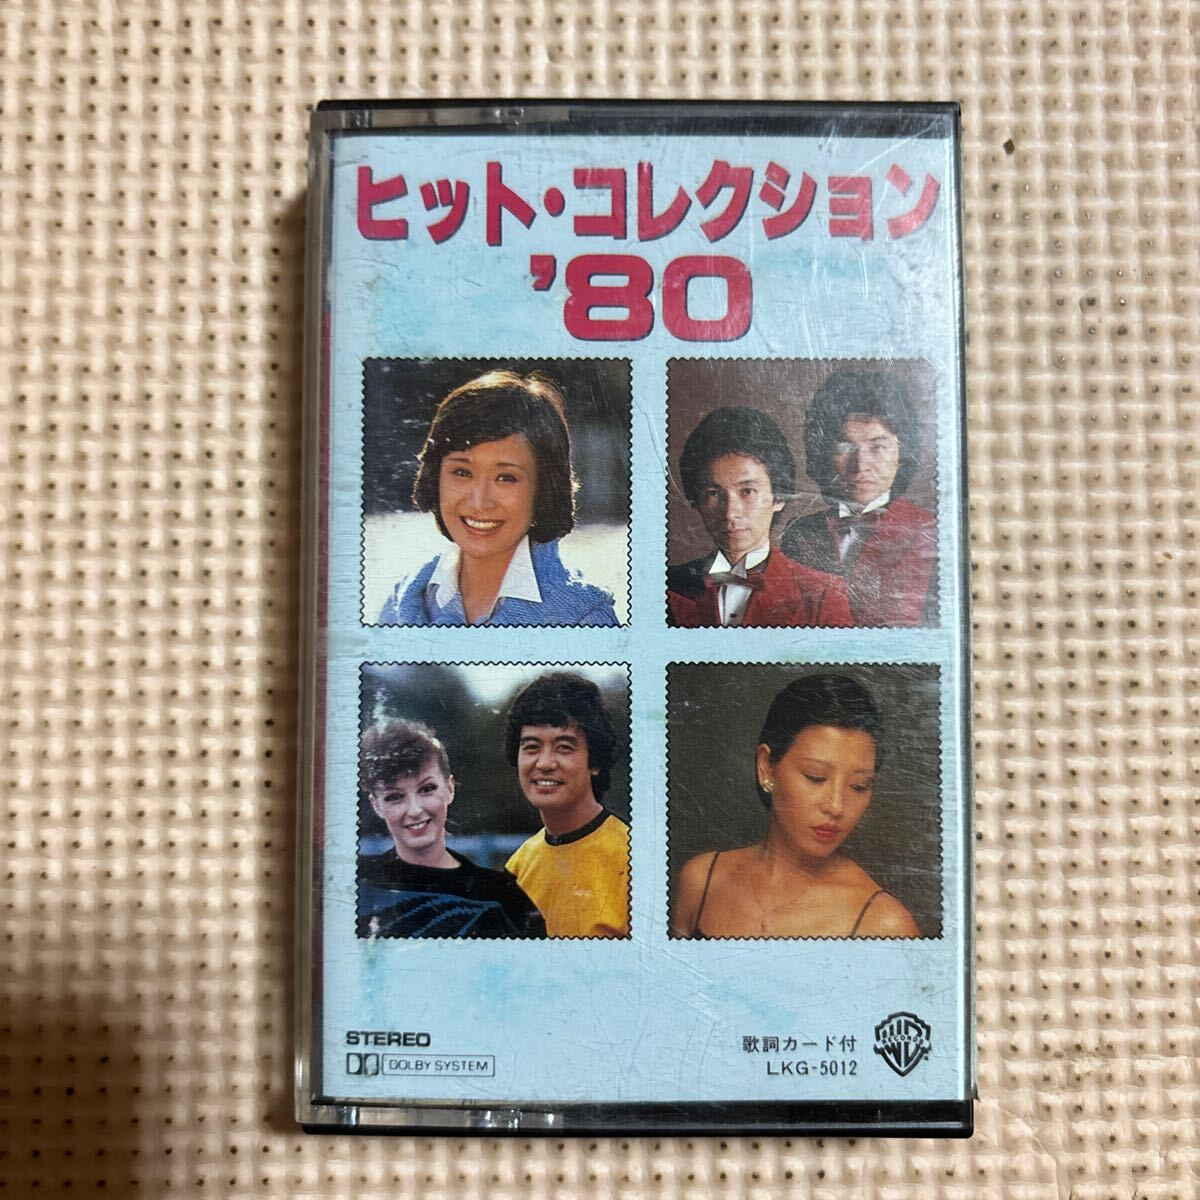 ヒット・コレクション
'80
STEREO
DOLBY SYSTEM
歌詞カード付
LKG-5012
RECORDS